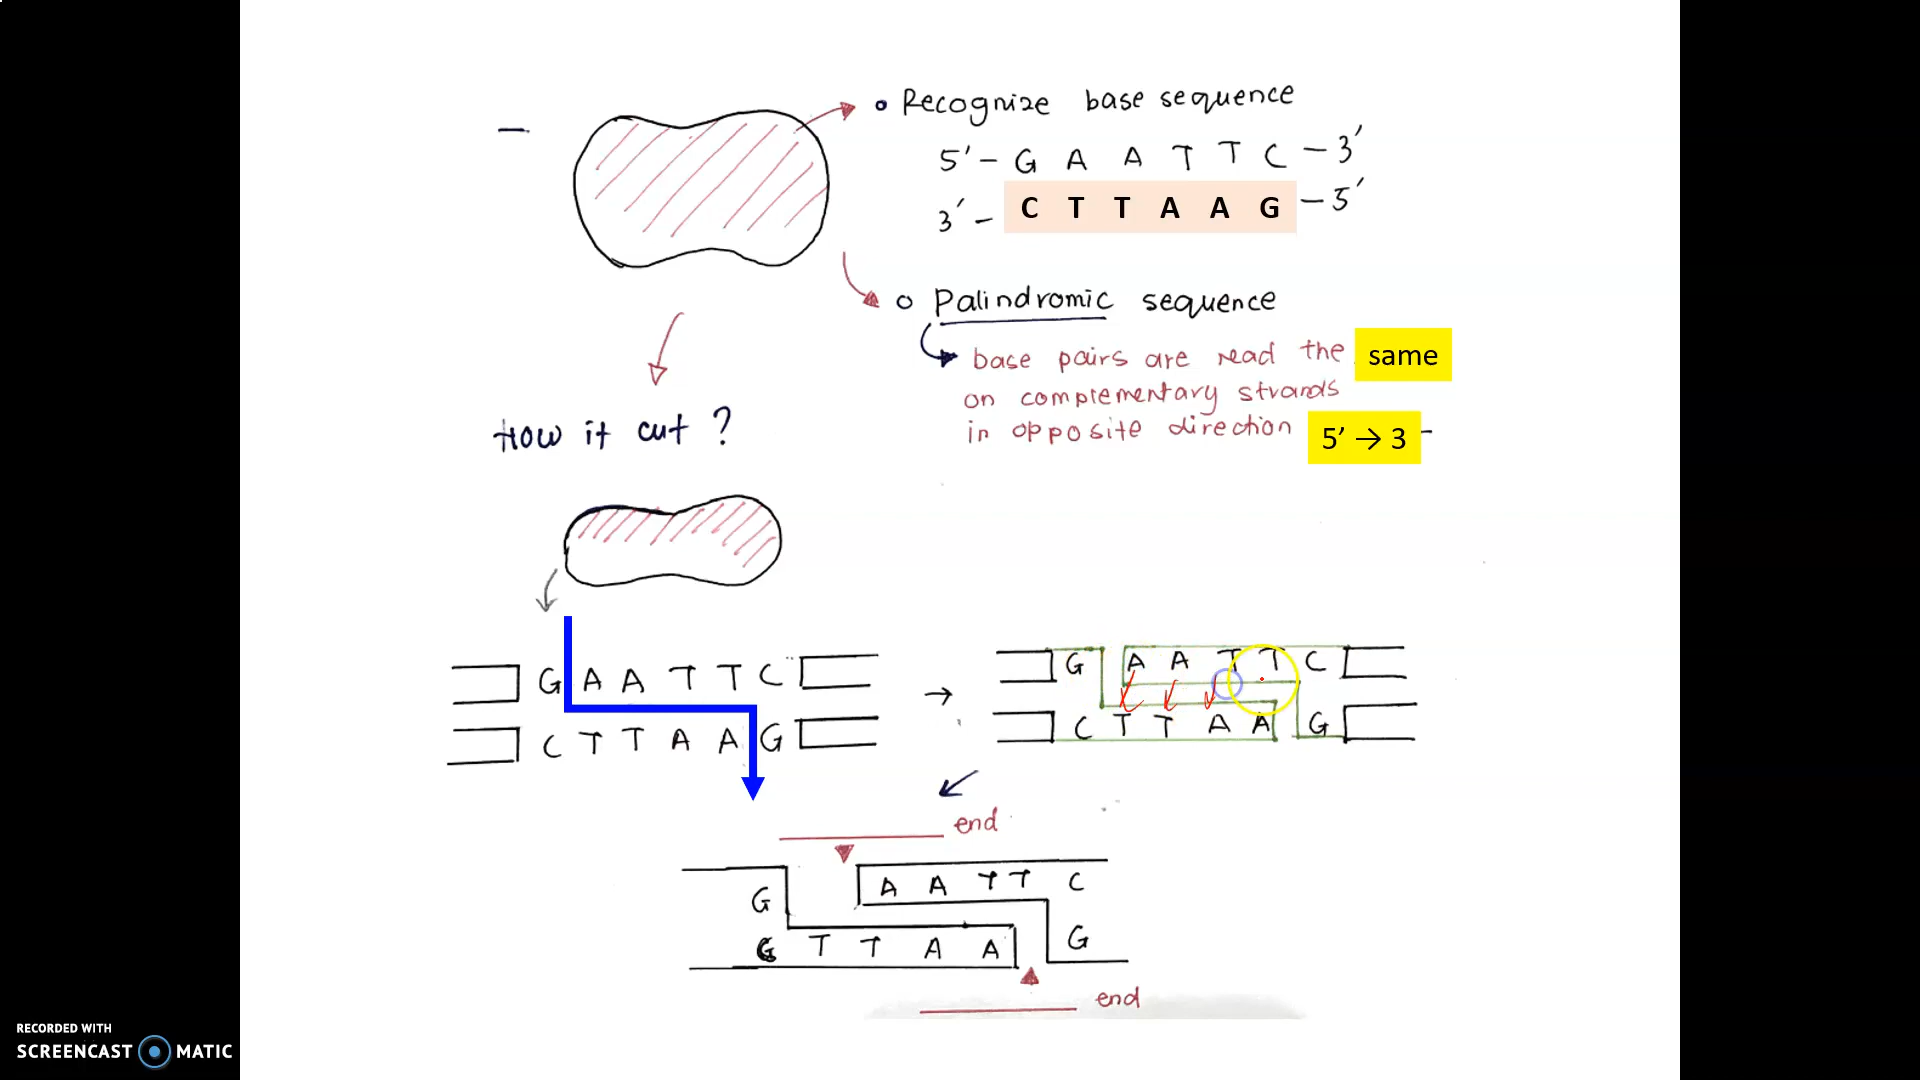 • Recognize base sequence
5' - G A A T T C - 3'
3' - C T T A A G - 5'
o Palindromic sequence
base pairs are read the same
on complementary strands
in opposite direction 5' → 3
How it cut ?
G A A T T C
C T T A A G
→
G A A T T C
C T T A A G
end
A A T T C
G
G T T A A
G
end
RECORDED WITH
SCREENCAST MATIC